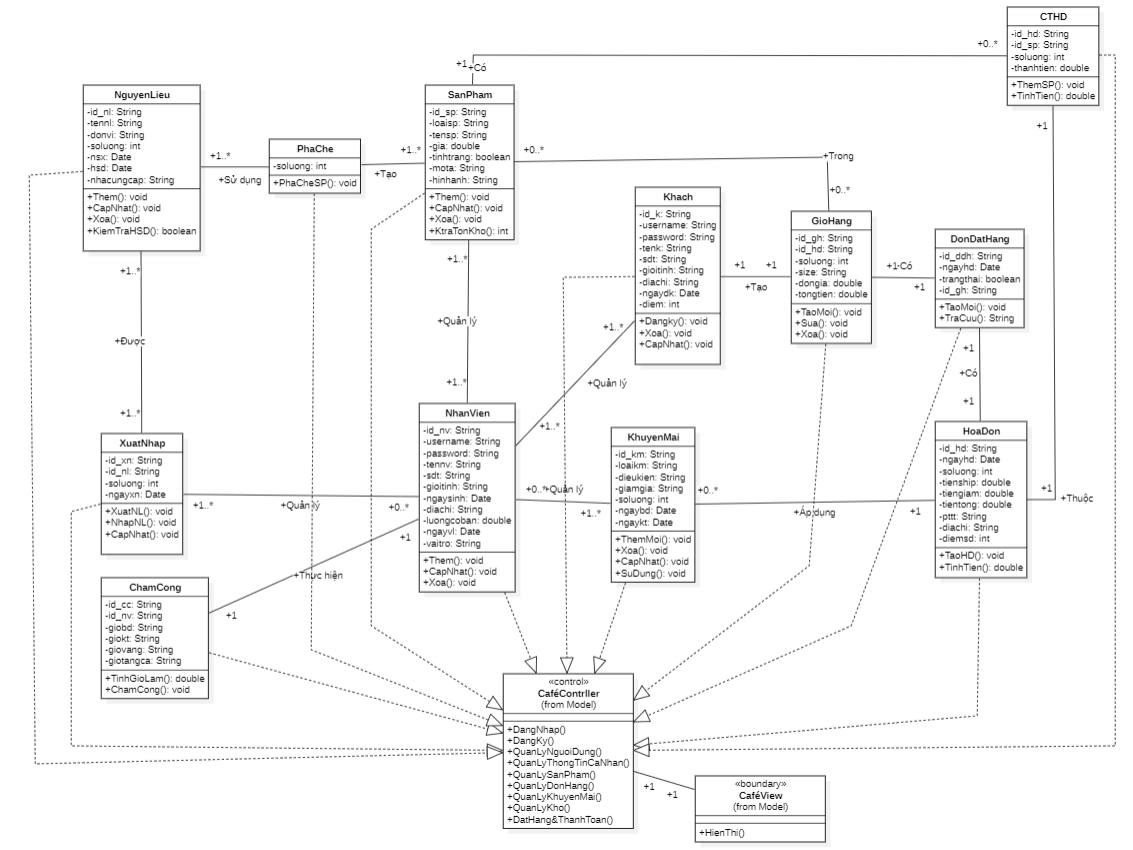 CTHD
-id_hd: String
-id_sp: String
-soluong: int
-thanhtien: double
+ThemSP(): void
+TinhTien(): double
+0..*
+1
+Có
NguyenLieu
-id_nl: String
-tennl: String
-donvi: String
-soluong: int
-nsx: Date
-hsd: Date
-nhacungcap: String
+Them(): void
+CapNhat(): void
+Xoa(): void
+KiemTraHSD(): boolean
+1..*
+Sử dụng
PhaChe
-soluong: int
+PhaCheSP(): void
+1..*
+Tạo
SanPham
-id_sp: String
-loaisp: String
-tensp: String
-gia: double
-tinhtrang: boolean
-mota: String
-hinhanh: String
+Them(): void
+CapNhat(): void
+Xoa(): void
+KtraTonKho(): int
+0..*
+Trong
+0..*
+1
Khach
-id_k: String
-username: String
-password: String
-tenk: String
-sdt: String
-gioitinh: String
-diachi: String
-ngaydk: Date
-diem: int
+Dangky(): void
+Xoa(): void
+CapNhat(): void
+1
+1
+Tạo
GioHang
-id_gh: String
-id_hd: String
-soluong: int
-size: String
-dongia: double
-tongtien: double
+TaoMoi(): void
+Sua(): void
+Xoa(): void
+1
+Có
+1
DonDatHang
-id_ddh: String
-ngayhd: Date
-trangthai: boolean
-id_gh: String
+TaoMoi(): void
+TraCuu(): String
+1
+Có
+1
+1..*
+Được
+1..*
+1..*
+Quản lý
+1..*
+1..*
+Quản lý
+1..*
XuatNhap
-id_xn: String
-id_nl: String
-soluong: int
-ngayxn: Date
+XuatNL(): void
+NhapNL(): void
+CapNhat(): void
+1..*
+Quản lý
+0..*
NhanVien
-id_nv: String
-username: String
-password: String
-tennv: String
-sdt: String
-gioitinh: String
-ngaysinh: Date
-diachi: String
-luongcoban: double
-ngayvl: Date
-vaitro: String
+Them(): void
+CapNhat(): void
+Xoa(): void
+0..*
+Quản lý
+1..*
KhuyenMai
-id_km: String
-loaikm: String
-dieukien: String
-giamgia: String
-soluong: int
-ngaybd: Date
-ngaykt: Date
+ThemMoi(): void
+Xoa(): void
+CapNhat(): void
+SuDung(): void
+0..*
+Áp dụng
+1
HoaDon
-id_hd: String
-ngayhd: Date
-soluong: int
-tienship: double
-tiengiam: double
-tientong: double
-pttt: String
-diachi: String
-diemsd: int
+TaoHD(): void
+TinhTien(): double
+1
+Thuộc
+1
+Thực hiện
+1
ChamCong
-id_cc: String
-id_nv: String
-giobd: String
-giokt: String
-giovang: String
-giotangca: String
+TinhGioLam(): double
+ChamCong(): void
«control»
CaféContrller
(from Model)
+DangNhap()
+DangKy()
+QuanLyNguoiDung()
+QuanLyThongTinCaNhan()
+QuanLySanPham()
+QuanLyDonHang()
+QuanLyKhuyenMai()
+QuanLyKho()
+DatHang&ThanhToan()
+1
+1
«boundary»
CaféView
(from Model)
+HienThi()